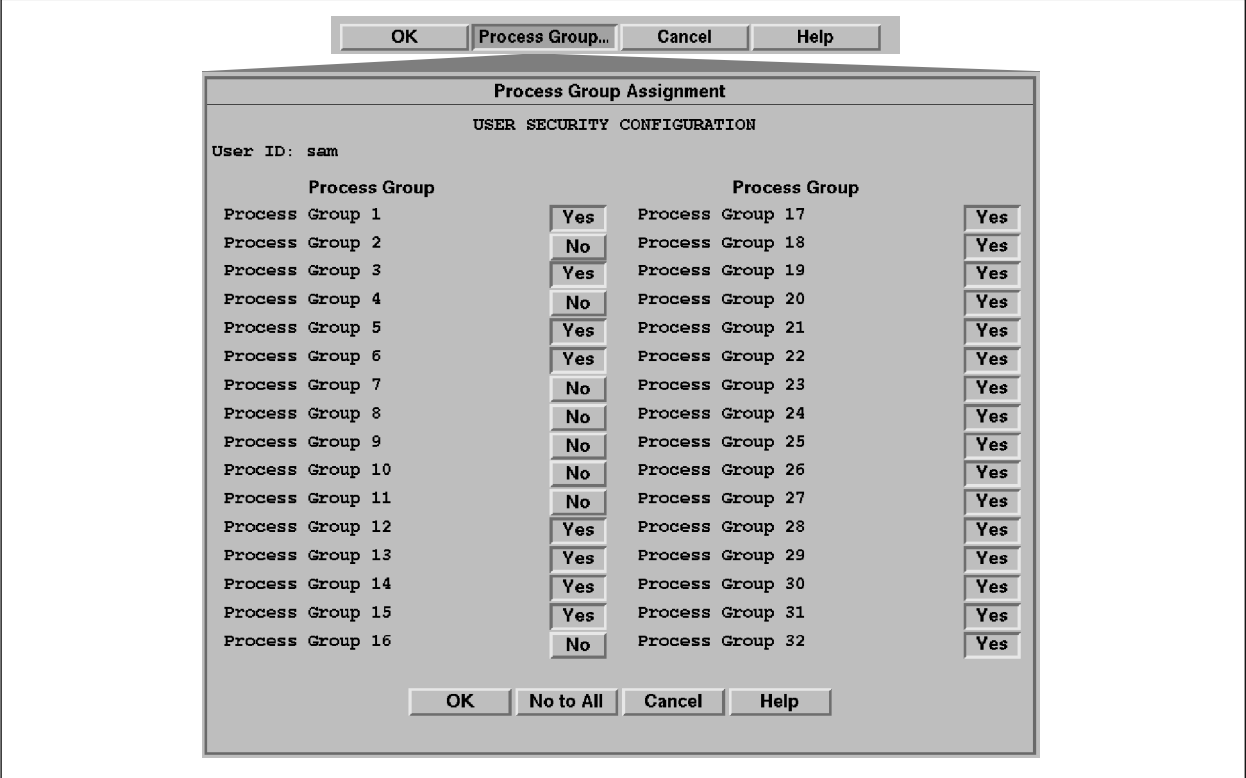 OK Process Group... Cancel Help
Process Group Assignment
USER SECURITY CONFIGURATION
User ID: sam
Process Group Process Group
Process Group 1 Yes Process Group 17 Yes
Process Group 2 No Process Group 18 Yes
Process Group 3 Yes Process Group 19 Yes
Process Group 4 No Process Group 20 Yes
Process Group 5 Yes Process Group 21 Yes
Process Group 6 Yes Process Group 22 Yes
Process Group 7 No Process Group 23 Yes
Process Group 8 No Process Group 24 Yes
Process Group 9 No Process Group 25 Yes
Process Group 10 No Process Group 26 Yes
Process Group 11 No Process Group 27 Yes
Process Group 12 Yes Process Group 28 Yes
Process Group 13 Yes Process Group 29 Yes
Process Group 14 Yes Process Group 30 Yes
Process Group 15 Yes Process Group 31 Yes
Process Group 16 No Process Group 32 Yes
OK No to All Cancel Help